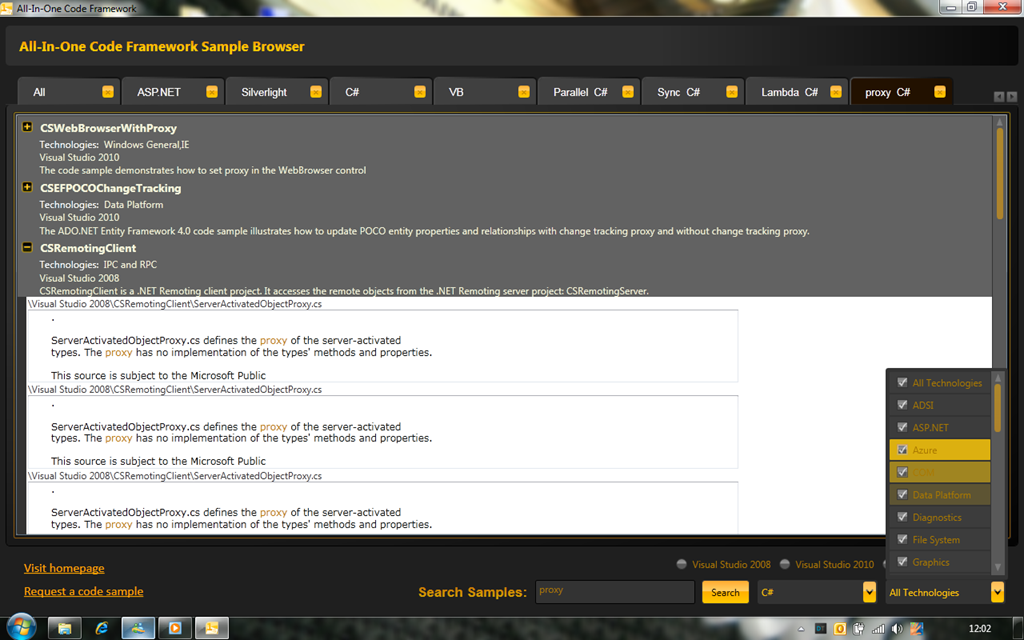 All-In-One Code Framework
All-In-One Code Framework Sample Browser
All ASP.NET Silverlight C# VB Parallel C# Sync C# Lambda C# proxy C#
CSWebBrowserWithProxy
Technologies: Windows General,IE
Visual Studio 2010
The code sample demonstrates how to set proxy in the WebBrowser control
CSEFPOCOChangeTracking
Technologies: Data Platform
Visual Studio 2010
The ADO.NET Entity Framework 4.0 code sample illustrates how to update POCO entity properties and relationships with change tracking proxy and without change tracking proxy.
CSRemotingClient
Technologies: IPC and RPC
Visual Studio 2008
CSRemotingClient is a .NET Remoting client project. It accesses the remote objects from the .NET Remoting server project: CSRemotingServer.
\Visual Studio 2008\CSRemotingClient\ServerActivatedObjectProxy.cs
.
ServerActivatedObjectProxy.cs defines the proxy of the server-activated
types. The proxy has no implementation of the types' methods and properties.
This source is subject to the Microsoft Public
\Visual Studio 2008\CSRemotingClient\ServerActivatedObjectProxy.cs
.
ServerActivatedObjectProxy.cs defines the proxy of the server-activated
types. The proxy has no implementation of the types' methods and properties.
This source is subject to the Microsoft Public
\Visual Studio 2008\CSRemotingClient\ServerActivatedObjectProxy.cs
.
ServerActivatedObjectProxy.cs defines the proxy of the server-activated
types. The proxy has no implementation of the types' methods and properties.
All Technologies
ADSI
ASP.NET
Azure
Data Platform
Diagnostics
File System
Graphics
Visit homepage
Visual Studio 2008 Visual Studio 2010
Request a code sample
Search Samples: proxy Search C# All Technologies
12:02